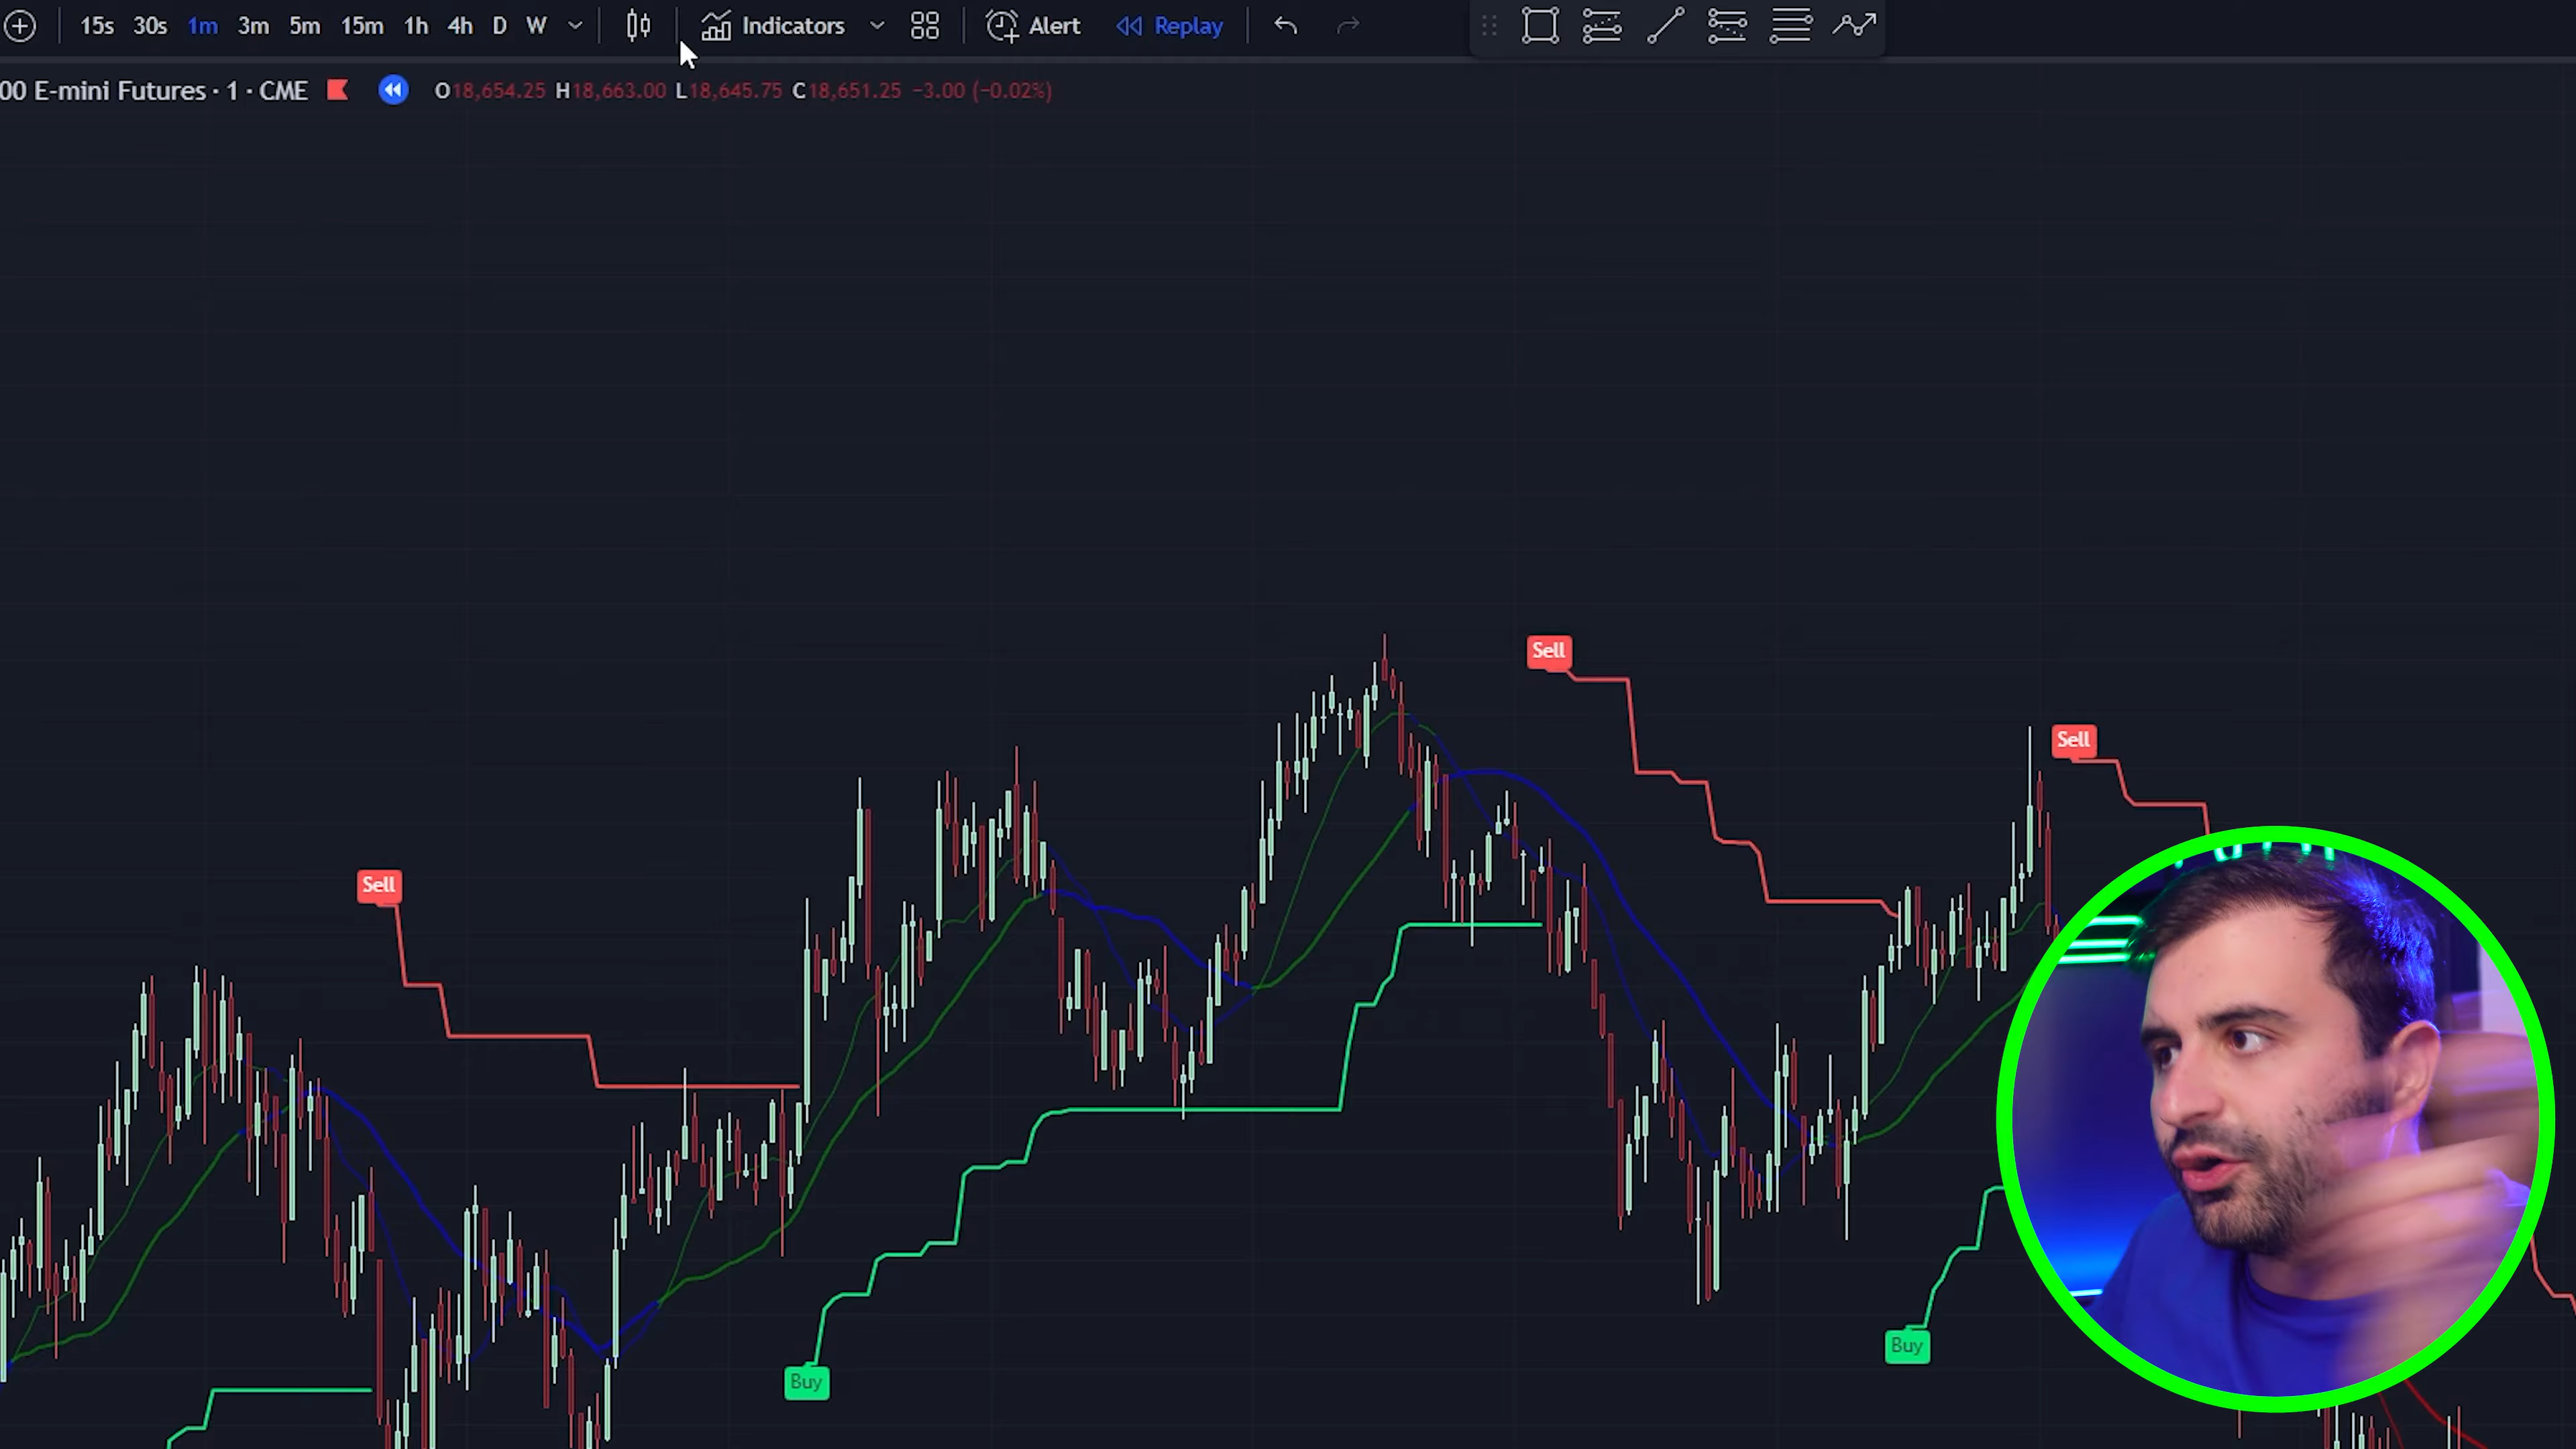 15s 30s 1m 3m 5m 15m 1h 4h D W Indicators Alert Replay
00 E-mini Futures · 1 · CME O18,654.25 H18,663.00 L18,645.75 C18,651.25 −3.00 (−0.02%)
Sell
Sell
Sell
Buy
Buy